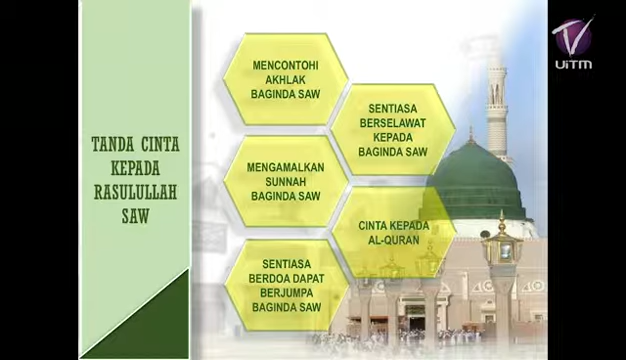 TANDA CINTA
KEPADA
RASULULLAH
SAW
MENCONTOHI
AKHLAK
BAGINDA SAW
SENTIASA
BERSELAWAT
KEPADA
BAGINDA SAW
MENGAMALKAN
SUNNAH
BAGINDA SAW
CINTA KEPADA
AL-QURAN
SENTIASA
BERDOA DAPAT
BERJUMPA
BAGINDA SAW
TV
UiTM